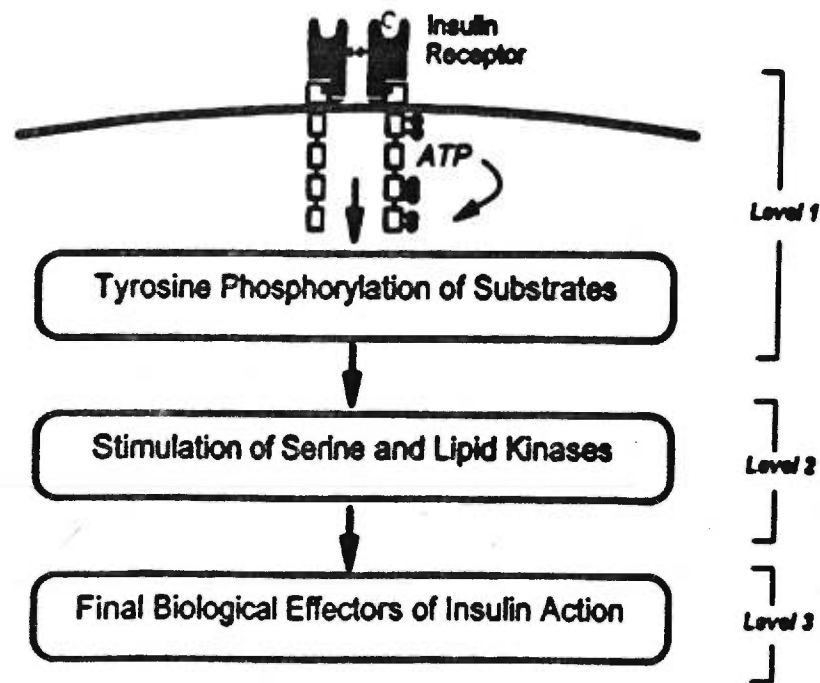 Insulin
Receptor
ATP
Level 1
Tyrosine Phosphorylation of Substrates
Stimulation of Serine and Lipid Kinases
Level 2
Final Biological Effectors of Insulin Action
Level 3